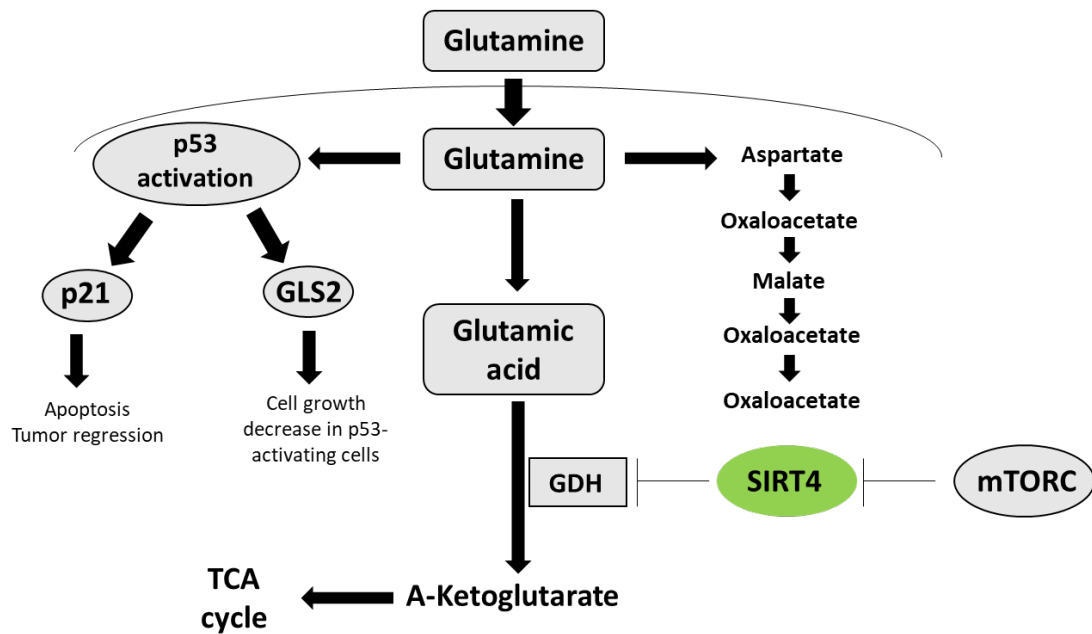 Glutamine
p53
activation
Glutamine
Aspartate
Oxaloacetate
p21
GLS2
Malate
Glutamic
acid
Oxaloacetate
Oxaloacetate
Apoptosis
Tumor regression
Cell growth
decrease in p53-
activating cells
GDH
SIRT4
mTORC
TCA
cycle
A-Ketoglutarate